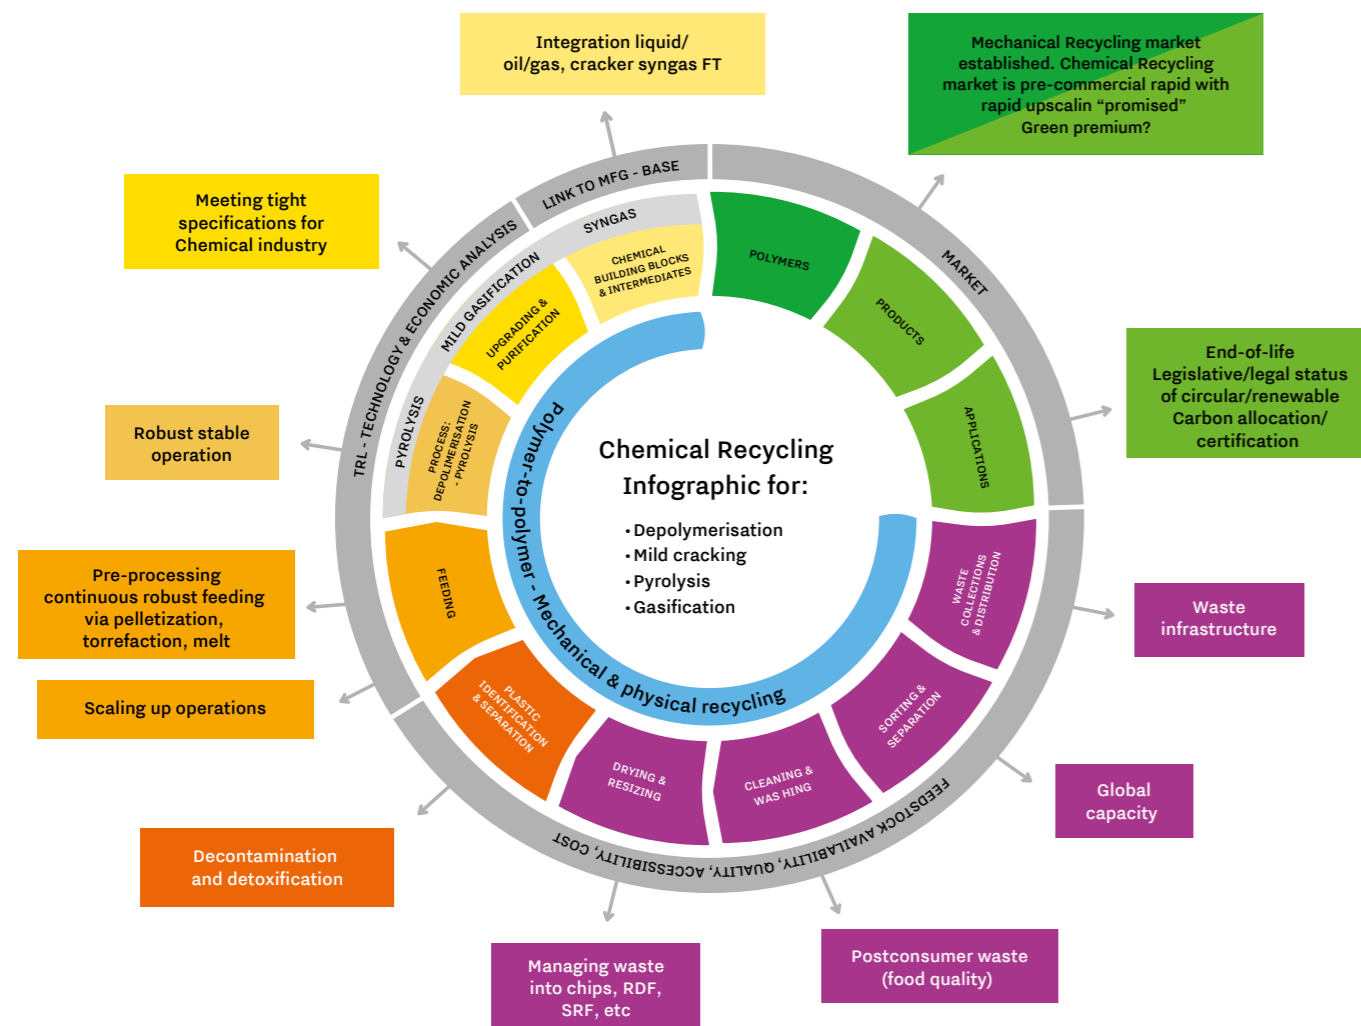 Integration liquid/
oil/gas, cracker syngas FT
Mechanical Recycling market
established. Chemical Recycling
market is pre-commercial rapid with
rapid upscalin “promised”
Green premium?
Meeting tight
specifications for
Chemical industry
End-of-life
Legislative/legal status
of circular/renewable
Carbon allocation/
certification
Robust stable
operation
Pre-processing
continuous robust feeding
via pelletization,
torrefaction, melt
Scaling up operations
Waste
infrastructure
Global
capacity
Decontamination
and detoxification
Managing waste
into chips, RDF,
SRF, etc
Postconsumer waste
(food quality)
LINK TO MFG - BASE
MARKET
TRL - TECHNOLOGY & ECONOMIC ANALYSIS
FEEDSTOCK AVAILABILITY, QUALITY, ACCESSIBILITY, COST
PYROLYSIS
MILD GASIFICATION
SYNGAS
POLYMERS
PRODUCTS
APPLICATIONS
WASTE
COLLECTIONS
& DISTRIBUTION
SORTING &
SEPARATION
CLEANING &
WAS HING
DRYING &
RESIZING
PLASTIC
IDENTIFICATION
& SEPARATION
FEEDING
PROCESS:
DEPOLIMERISATION
- PYROLYSIS
UPGRADING &
PURIFICATION
CHEMICAL
BUILDING BLOCKS
& INTERMEDIATES
Polymer-to-polymer - Mechanical & physical recycling
Chemical Recycling
Infographic for:
• Depolymerisation
• Mild cracking
• Pyrolysis
• Gasification